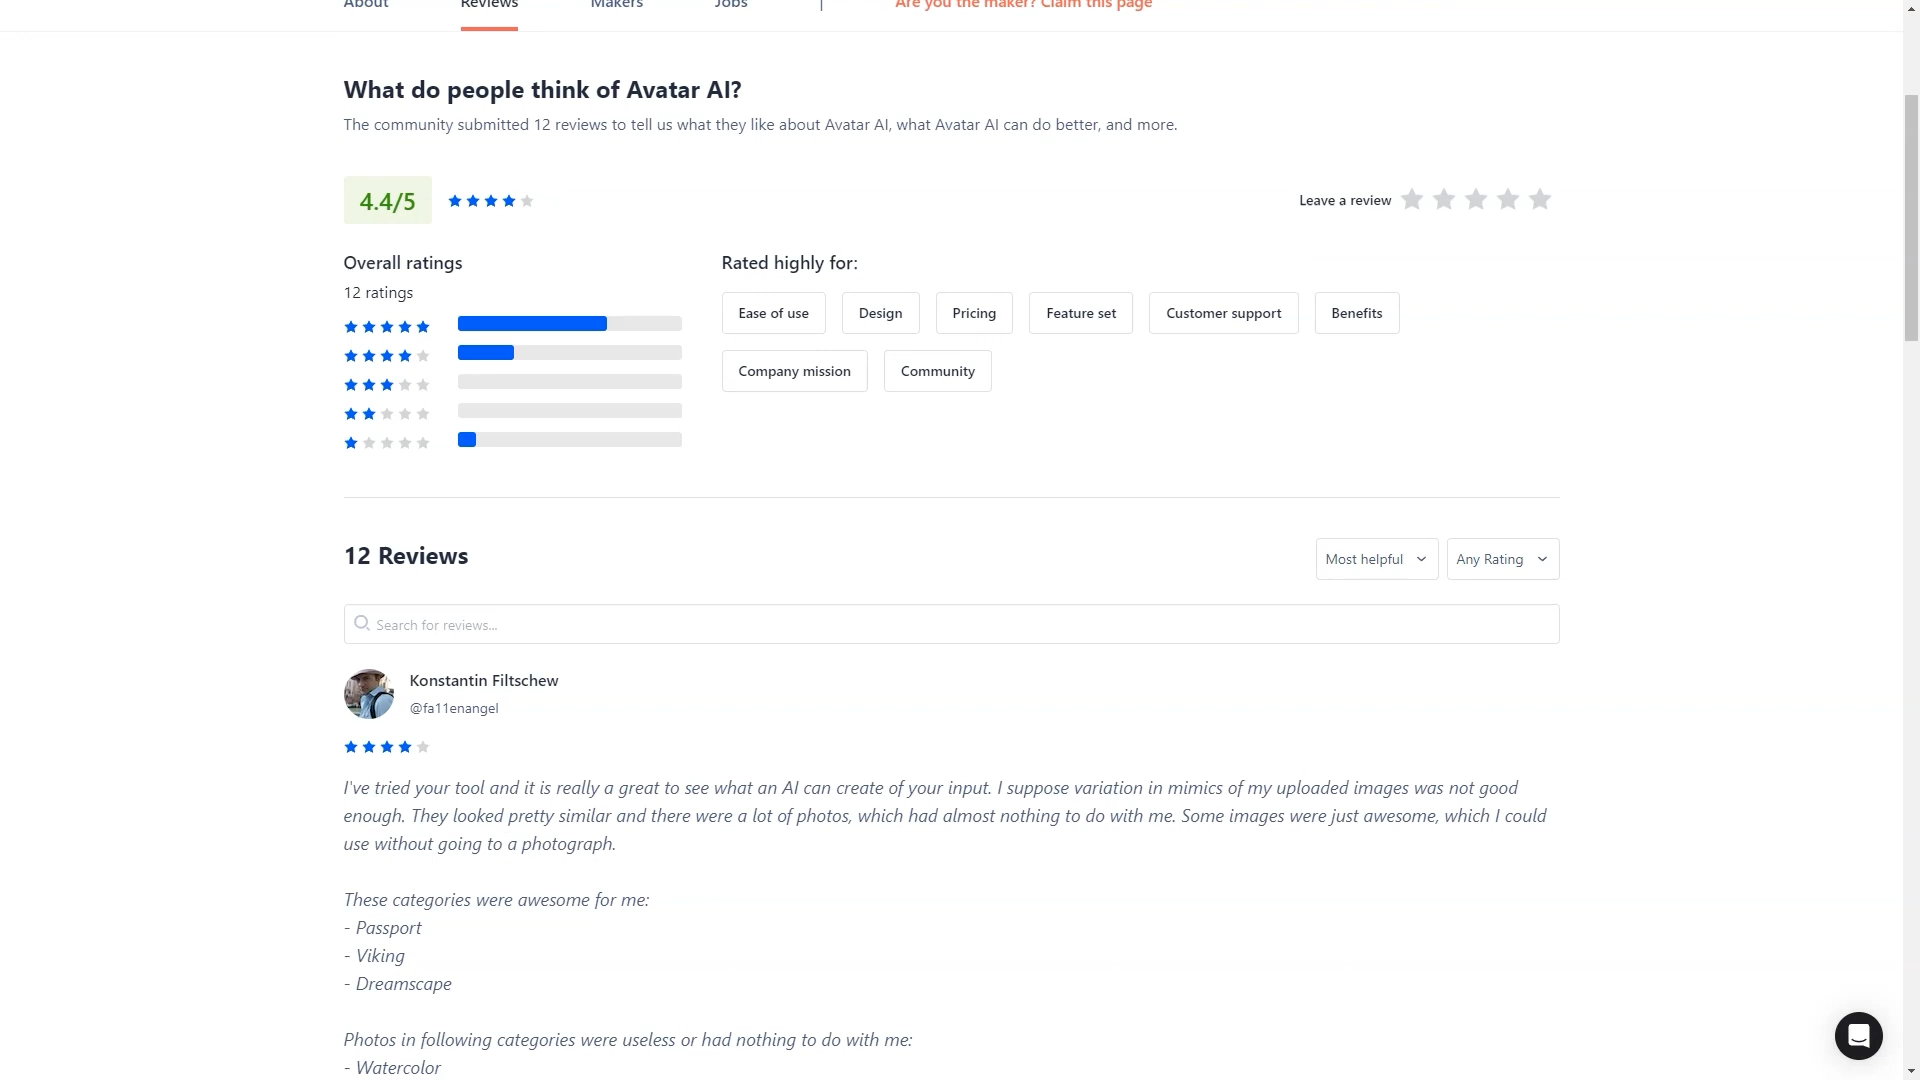 About Reviews Makers Jobs | Are you the maker? Claim this page
What do people think of Avatar AI?
The community submitted 12 reviews to tell us what they like about Avatar AI, what Avatar AI can do better, and more.
4.4/5
Leave a review
Overall ratings
12 ratings
Rated highly for:
Ease of use Design Pricing Feature set Customer support Benefits
Company mission Community
12 Reviews
Most helpful Any Rating
Search for reviews...
Konstantin Filtschew
@fa11enangel
I've tried your tool and it is really a great to see what an AI can create of your input. I suppose variation in mimics of my uploaded images was not good
enough. They looked pretty similar and there were a lot of photos, which had almost nothing to do with me. Some images were just awesome, which I could
use without going to a photograph.
These categories were awesome for me:
- Passport
- Viking
- Dreamscape
Photos in following categories were useless or had nothing to do with me:
- Watercolor